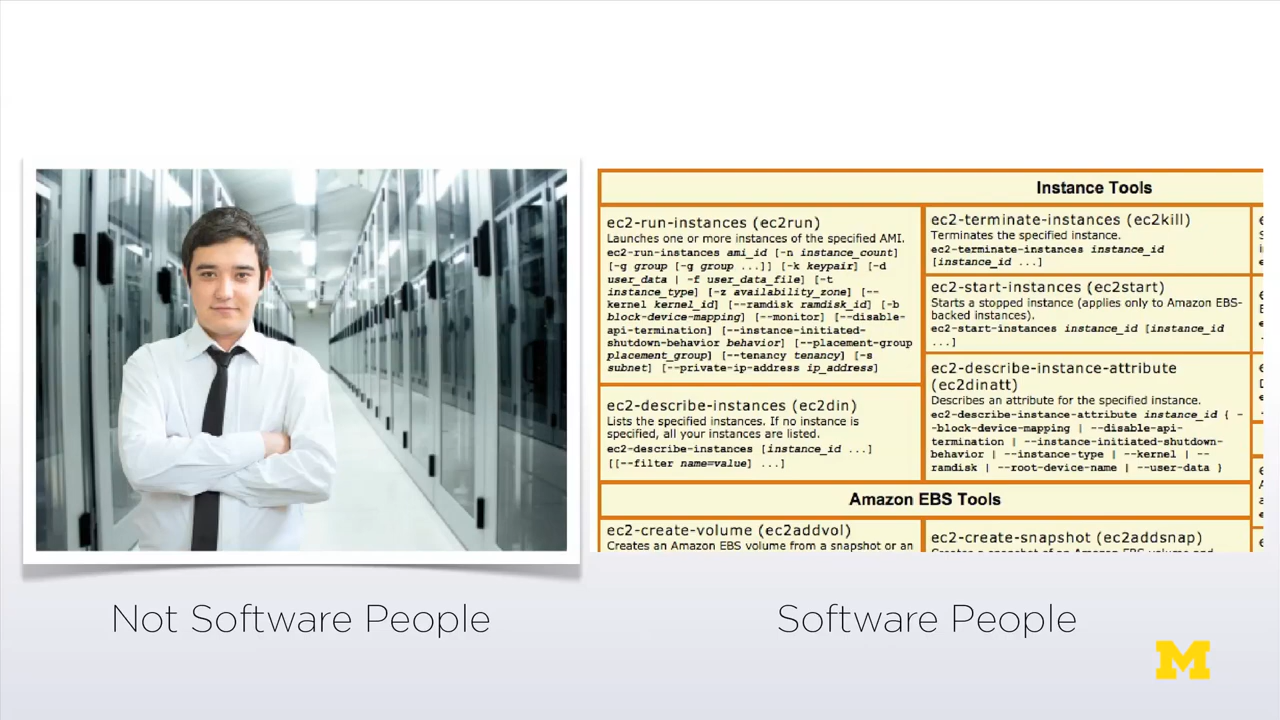 Instance Tools
ec2-run-instances (ec2run)
Launches one or more instances of the specified AMI.
ec2-run-instances ami_id [-n instance_count]
[-g group [-g group ...]] [-k keypair] [-d
user_data | -f user_data_file] [-t
instance_type] [-z availability_zone] [--
kernel kernel_id] [--ramdisk ramdisk_id] [-b
block-device-mapping] [--monitor] [--disable-
api-termination] [--instance-initiated-
shutdown-behavior behavior] [--placement-group
placement_group] [--tenancy tenancy] [-s
subnet] [--private-ip-address ip_address]
ec2-describe-instances (ec2din)
Lists the specified instances. If no instance is
specified, all your instances are listed.
ec2-describe-instances [instance_id ...]
[[--filter name=value] ...]
ec2-terminate-instances (ec2kill)
Terminates the specified instance.
ec2-terminate-instances instance_id
[instance_id ...]
ec2-start-instances (ec2start)
Starts a stopped instance (applies only to Amazon EBS-
backed instances).
ec2-start-instances instance_id [instance_id
...]
ec2-describe-instance-attribute
(ec2dinatt)
Describes an attribute for the specified instance.
ec2-describe-instance-attribute instance_id { -
-block-device-mapping | --disable-api-
termination | --instance-initiated-shutdown-
behavior | --instance-type | --kernel | --
ramdisk | --root-device-name | --user-data }
Amazon EBS Tools
ec2-create-volume (ec2addvol)
Creates an Amazon EBS volume from a snapshot or an
ec2-create-snapshot (ec2addsnap)
Not Software People
Software People
M